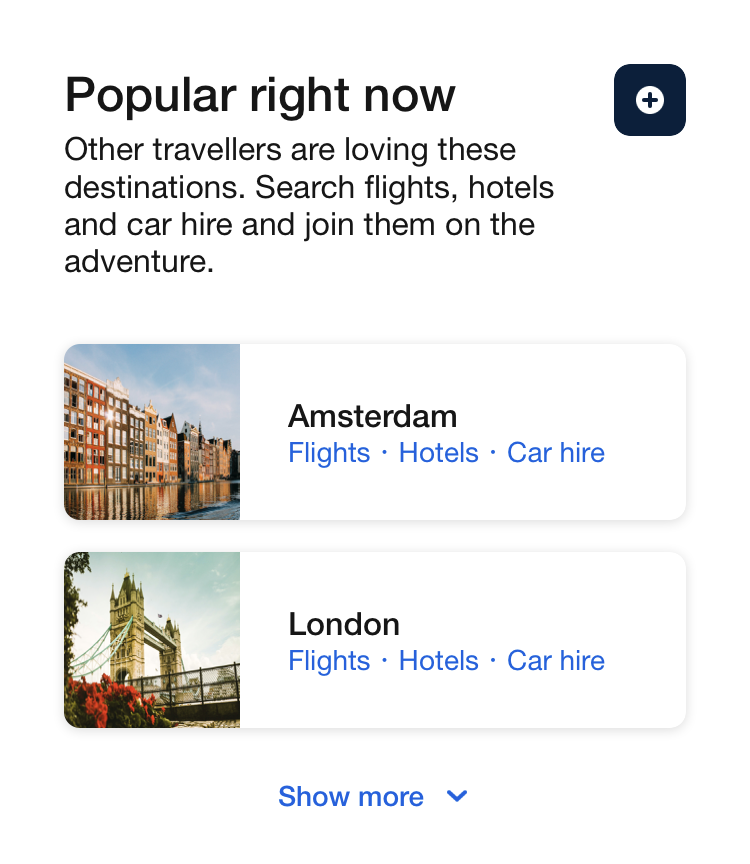 Popular right now
Other travellers are loving these
destinations. Search flights, hotels
and car hire and join them on the
adventure.
Amsterdam
Flights · Hotels · Car hire
London
Flights · Hotels · Car hire
Show more